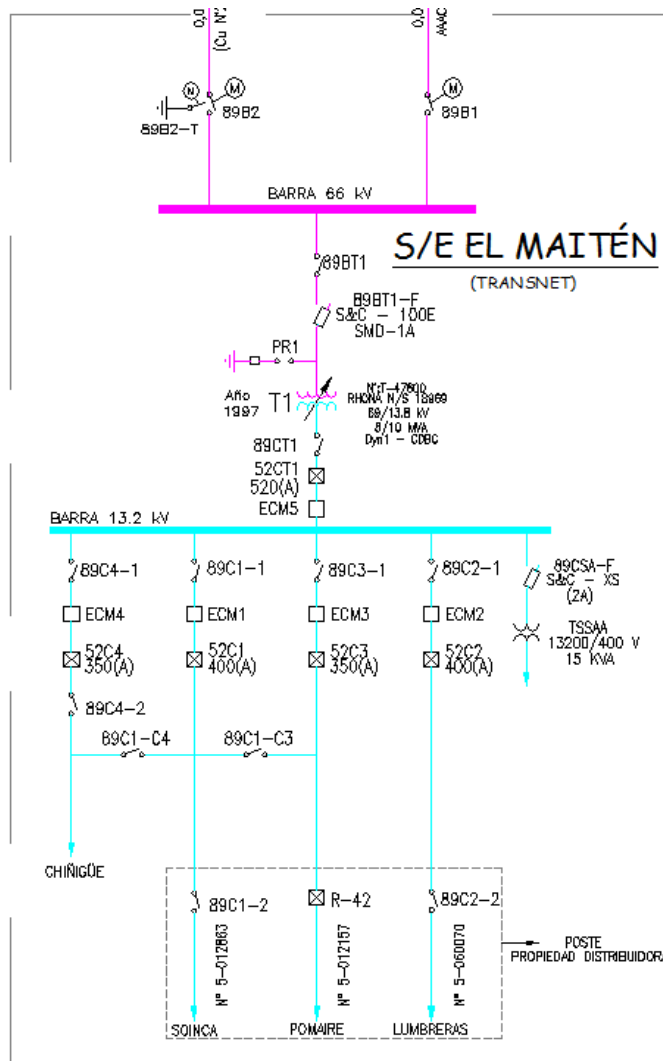 0,0
(Cu N°
0,0
AAAC
N
M
M
89B2
89B2-T
89B1
BARRA 66 kV
S/E EL MAITÉN
(TRANSNET)
89BT1
89BT1-F
S&C - 100E
SMD-1A
PR1
Año
1997
T1
N°:T-47600
RHONA N/S 18969
69/13.8 kV
8/10 MVA
Dyn1 - CDBC
89CT1
52CT1
520(A)
ECM5
BARRA 13.2 kV
89C4-1
89C1-1
89C3-1
89C2-1
89CSA-F
S&C - XS
(2A)
ECM4
ECM1
ECM3
ECM2
TSSAA
13200/400 V
15 KVA
52C4
350(A)
52C1
400(A)
52C3
350(A)
52C2
400(A)
89C4-2
89C1-C4
89C1-C3
CHIÑIGÜE
89C1-2
R-42
89C2-2
N° 5-012863
N° 5-012157
N° 5-060070
POSTE
PROPIEDAD DISTRIBUIDORA
SOINCA
POMAIRE
LUMBRERAS